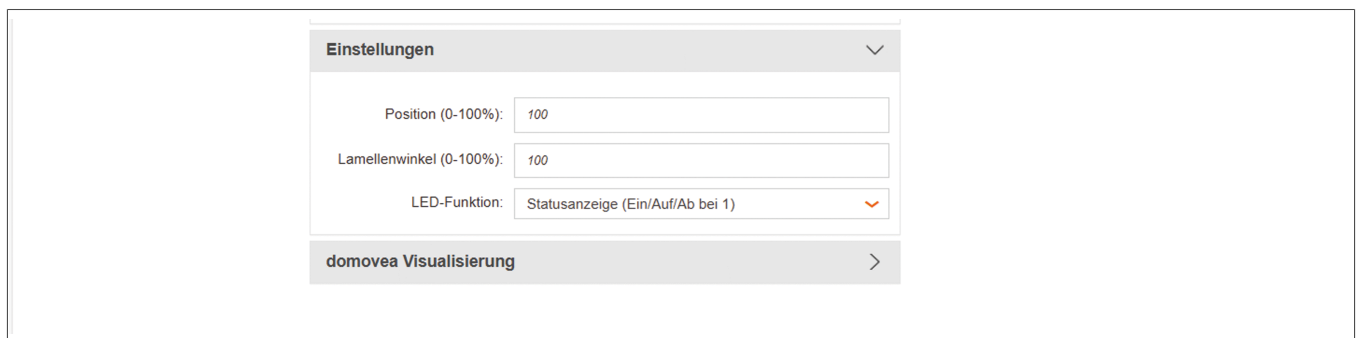 Einstellungen
Position (0-100%): 100
Lamellenwinkel (0-100%): 100
LED-Funktion: Statusanzeige (Ein/Auf/Ab bei 1)
domovea Visualisierung